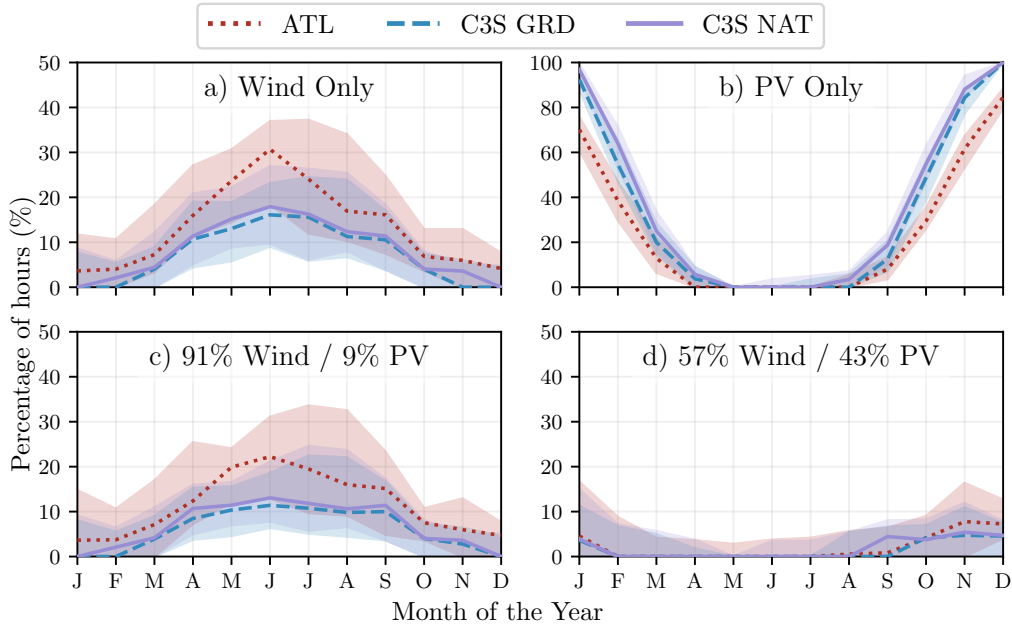 ATL C3S GRD C3S NAT
a) Wind Only
50
40
30
20
10
0
J F M A M J J A S O N D
b) PV Only
100
80
60
40
20
0
J F M A M J J A S O N D
Percentage of hours (%)
c) 91% Wind / 9% PV
50
40
30
20
10
0
J F M A M J J A S O N D
d) 57% Wind / 43% PV
50
40
30
20
10
0
J F M A M J J A S O N D
Month of the Year